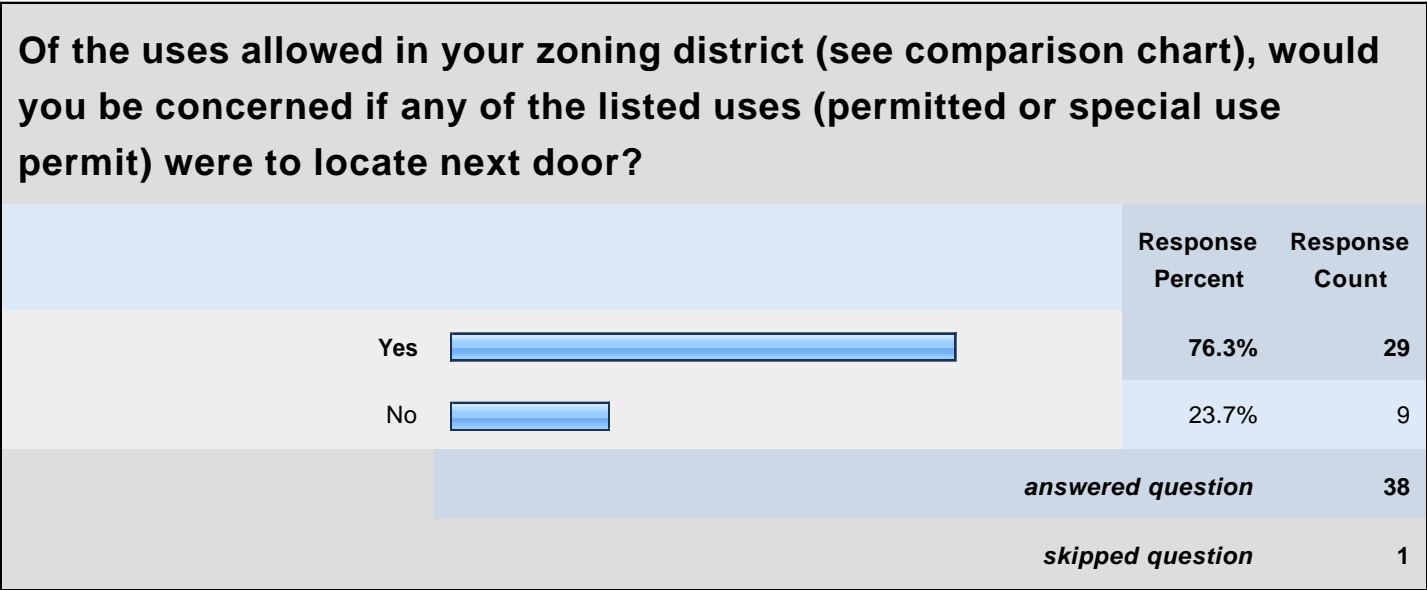 Of the uses allowed in your zoning district (see comparison chart), would
you be concerned if any of the listed uses (permitted or special use
permit) were to locate next door?
Response Percent Response Count
Yes 76.3% 29
No 23.7% 9
answered question 38
skipped question 1